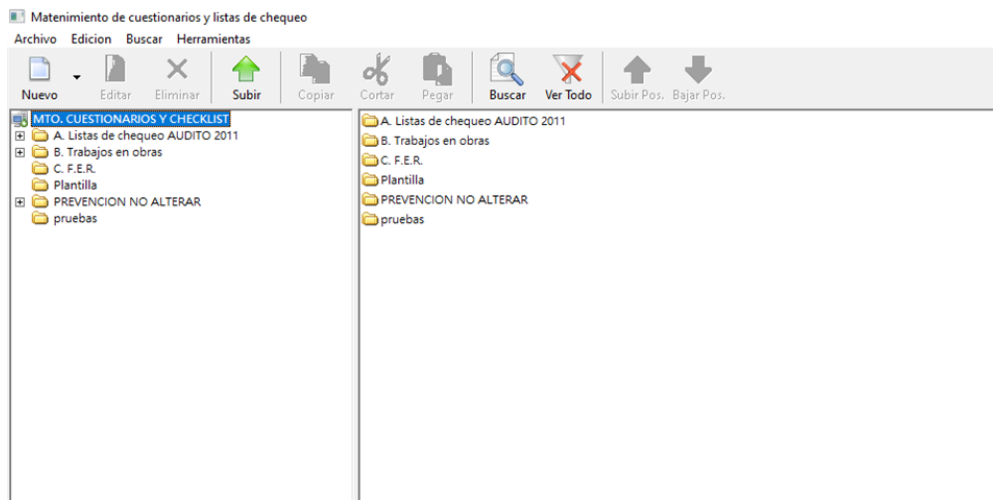 Matenimiento de cuestionarios y listas de chequeo
Archivo Edicion Buscar Herramientas
Nuevo Editar Eliminar Subir Copiar Cortar Pegar Buscar Ver Todo Subir Pos. Bajar Pos.
MTO. CUESTIONARIOS Y CHECKLIST
A. Listas de chequeo AUDITO 2011
B. Trabajos en obras
C. F.E.R.
Plantilla
PREVENCION NO ALTERAR
pruebas
A. Listas de chequeo AUDITO 2011
B. Trabajos en obras
C. F.E.R.
Plantilla
PREVENCION NO ALTERAR
pruebas